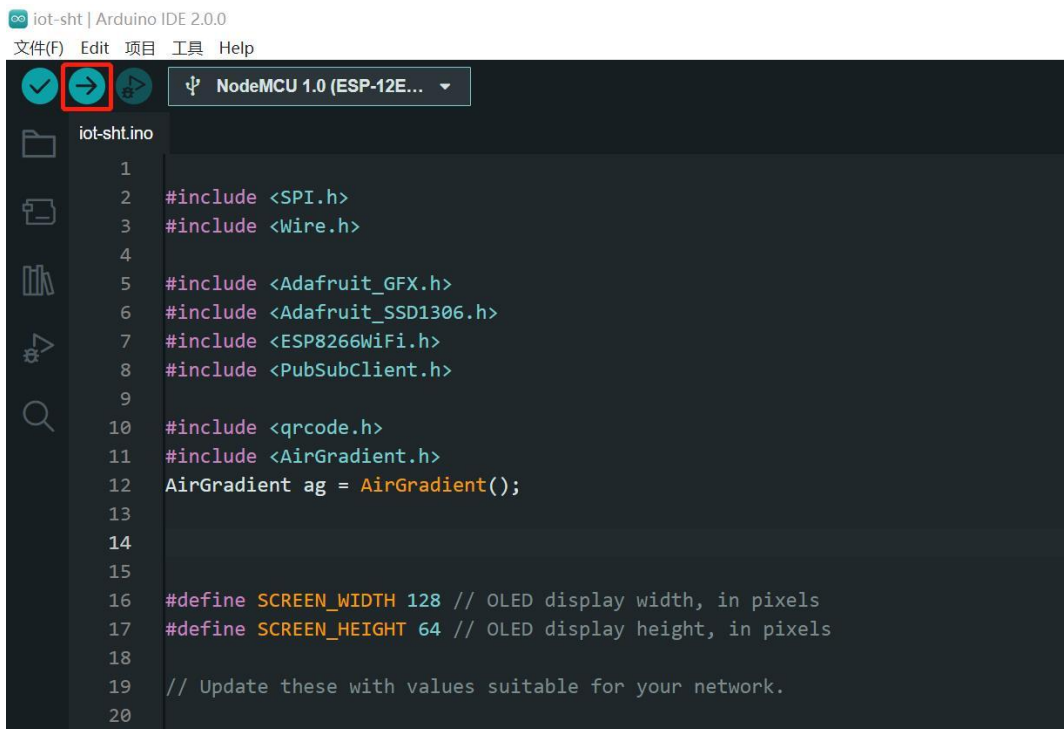 iot-sht | Arduino IDE 2.0.0
文件(F) Edit 项目 工具 Help
NodeMCU 1.0 (ESP-12E...
iot-sht.ino
1
2 #include <SPI.h>
3 #include <Wire.h>
4
5 #include <Adafruit_GFX.h>
6 #include <Adafruit_SSD1306.h>
7 #include <ESP8266WiFi.h>
8 #include <PubSubClient.h>
9
10 #include <qrcode.h>
11 #include <AirGradient.h>
12 AirGradient ag = AirGradient();
13
14
15
16 #define SCREEN_WIDTH 128 // OLED display width, in pixels
17 #define SCREEN_HEIGHT 64 // OLED display height, in pixels
18
19 // Update these with values suitable for your network.
20